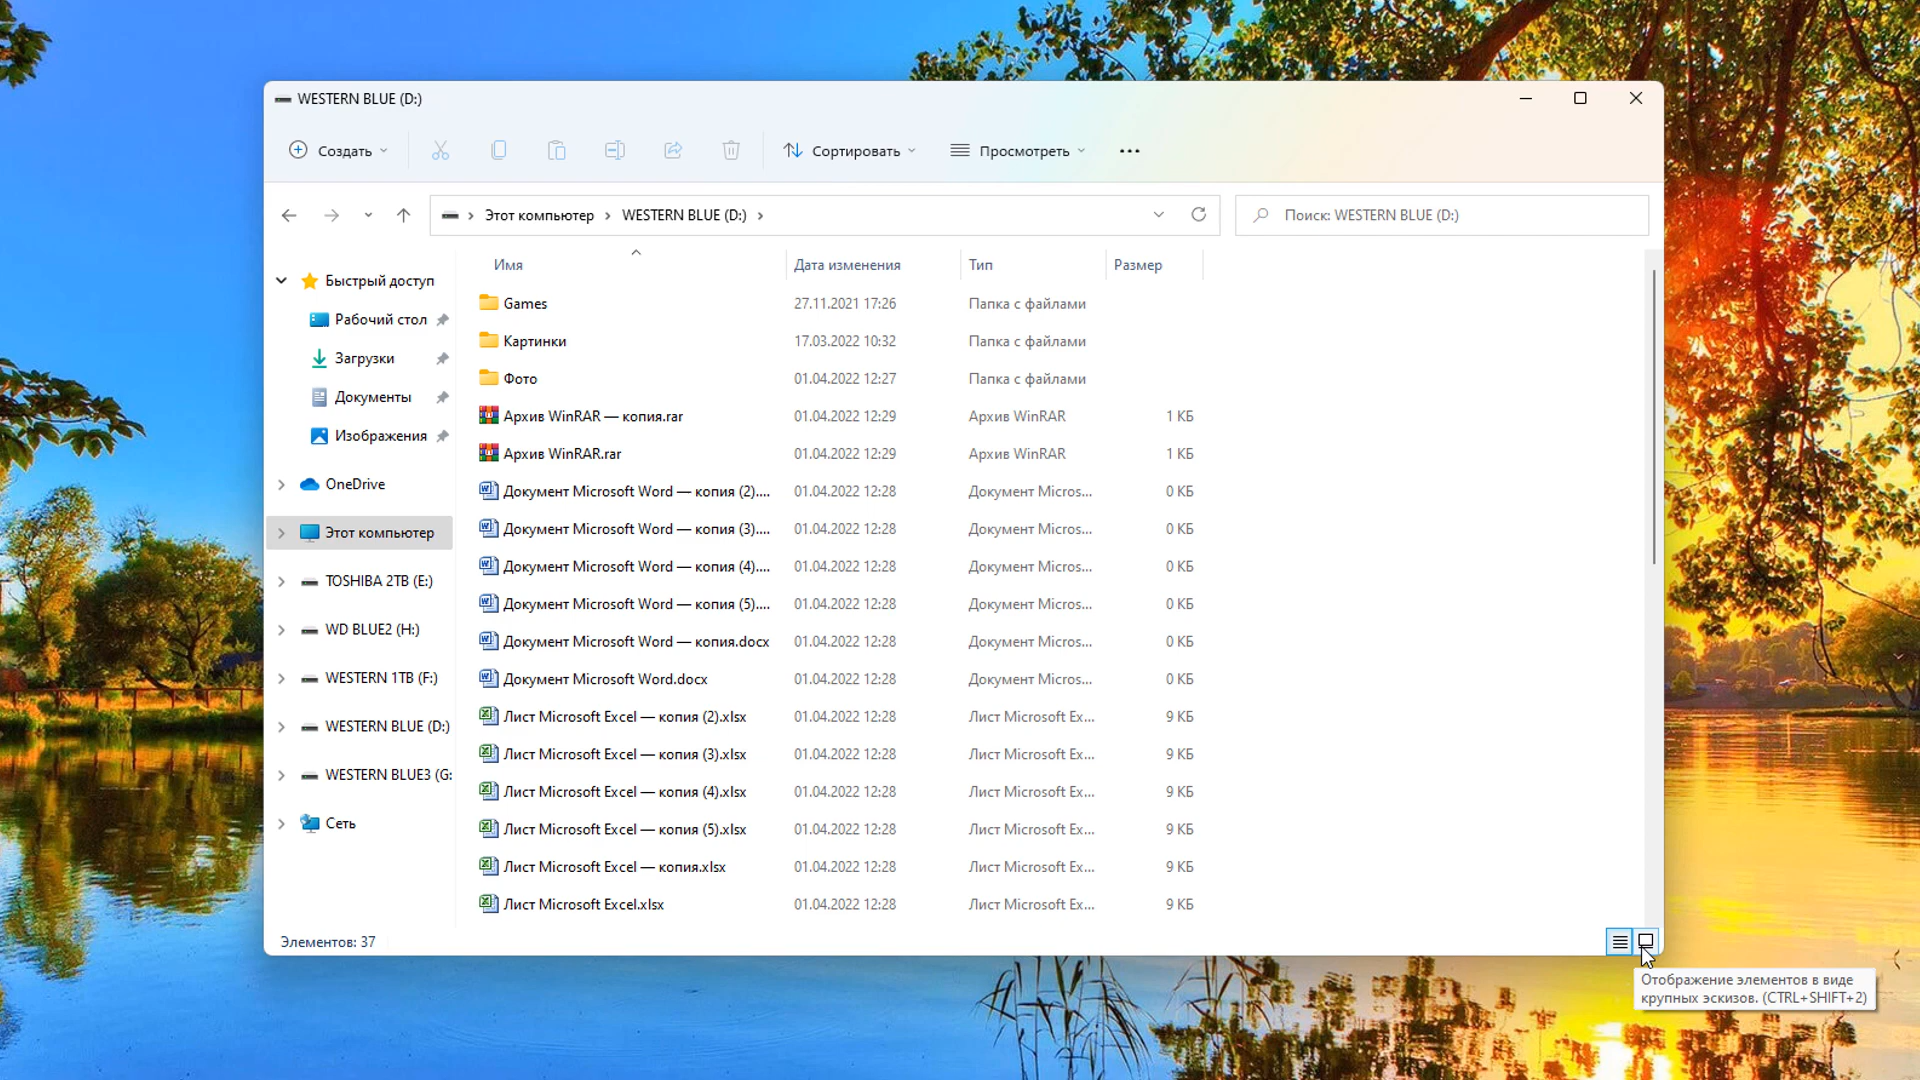 WESTERN BLUE (D:)
Создать
Сортировать
Просмотреть
Этот компьютер
WESTERN BLUE (D:)
Поиск: WESTERN BLUE (D:)
Быстрый доступ
Рабочий стол
Загрузки
Документы
Изображения
OneDrive
Этот компьютер
TOSHIBA 2TB (E:)
WD BLUE2 (H:)
WESTERN 1TB (F:)
WESTERN BLUE (D:)
WESTERN BLUE3 (G:
Сеть
Имя Дата изменения Тип Размер
Games 27.11.2021 17:26 Папка с файлами
Картинки 17.03.2022 10:32 Папка с файлами
Фото 01.04.2022 12:27 Папка с файлами
Архив WinRAR — копия.rar 01.04.2022 12:29 Архив WinRAR 1 КБ
Архив WinRAR.rar 01.04.2022 12:29 Архив WinRAR 1 КБ
Документ Microsoft Word — копия (2).... 01.04.2022 12:28 Документ Micros... 0 КБ
Документ Microsoft Word — копия (3).... 01.04.2022 12:28 Документ Micros... 0 КБ
Документ Microsoft Word — копия (4).... 01.04.2022 12:28 Документ Micros... 0 КБ
Документ Microsoft Word — копия (5).... 01.04.2022 12:28 Документ Micros... 0 КБ
Документ Microsoft Word — копия.docx 01.04.2022 12:28 Документ Micros... 0 КБ
Документ Microsoft Word.docx 01.04.2022 12:28 Документ Micros... 0 КБ
Лист Microsoft Excel — копия (2).xlsx 01.04.2022 12:28 Лист Microsoft Ex... 9 КБ
Лист Microsoft Excel — копия (3).xlsx 01.04.2022 12:28 Лист Microsoft Ex... 9 КБ
Лист Microsoft Excel — копия (4).xlsx 01.04.2022 12:28 Лист Microsoft Ex... 9 КБ
Лист Microsoft Excel — копия (5).xlsx 01.04.2022 12:28 Лист Microsoft Ex... 9 КБ
Лист Microsoft Excel — копия.xlsx 01.04.2022 12:28 Лист Microsoft Ex... 9 КБ
Лист Microsoft Excel.xlsx 01.04.2022 12:28 Лист Microsoft Ex... 9 КБ
Элементов: 37
Отображение элементов в виде
крупных эскизов. (CTRL+SHIFT+2)